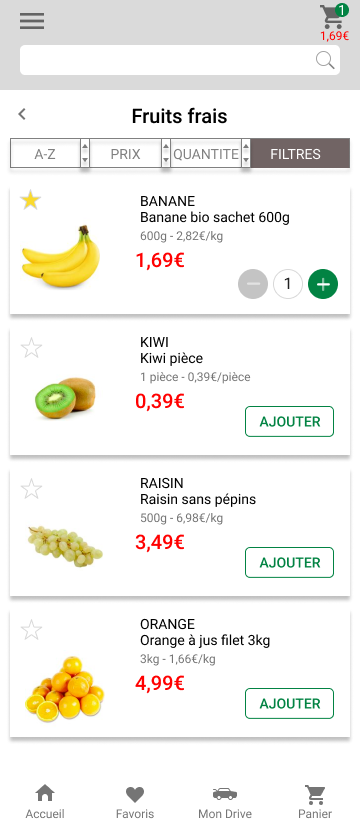 1
1,69€
Fruits frais
A-Z PRIX QUANTITE FILTRES
BANANE
Banane bio sachet 600g
600g - 2,82€/kg
1,69€
1
KIWI
Kiwi pièce
1 pièce - 0,39€/pièce
0,39€
AJOUTER
RAISIN
Raisin sans pépins
500g - 6,98€/kg
3,49€
AJOUTER
ORANGE
Orange à jus filet 3kg
3kg - 1,66€/kg
4,99€
AJOUTER
Accueil Favoris Mon Drive Panier